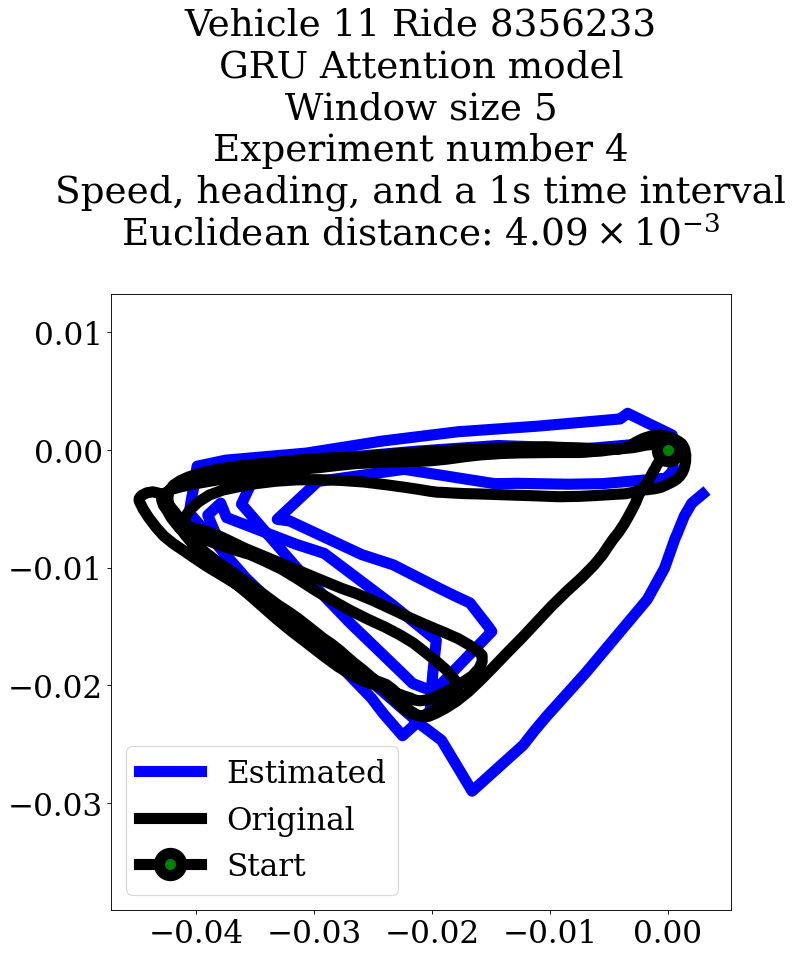 Vehicle 11 Ride 8356233
GRU Attention model
Window size 5
Experiment number 4
Speed, heading, and a 1s time interval
Euclidean distance: 4.09 × 10⁻³
0.01
0.00
−0.01
−0.02
−0.03
Estimated
Original
Start
−0.04 −0.03 −0.02 −0.01 0.00